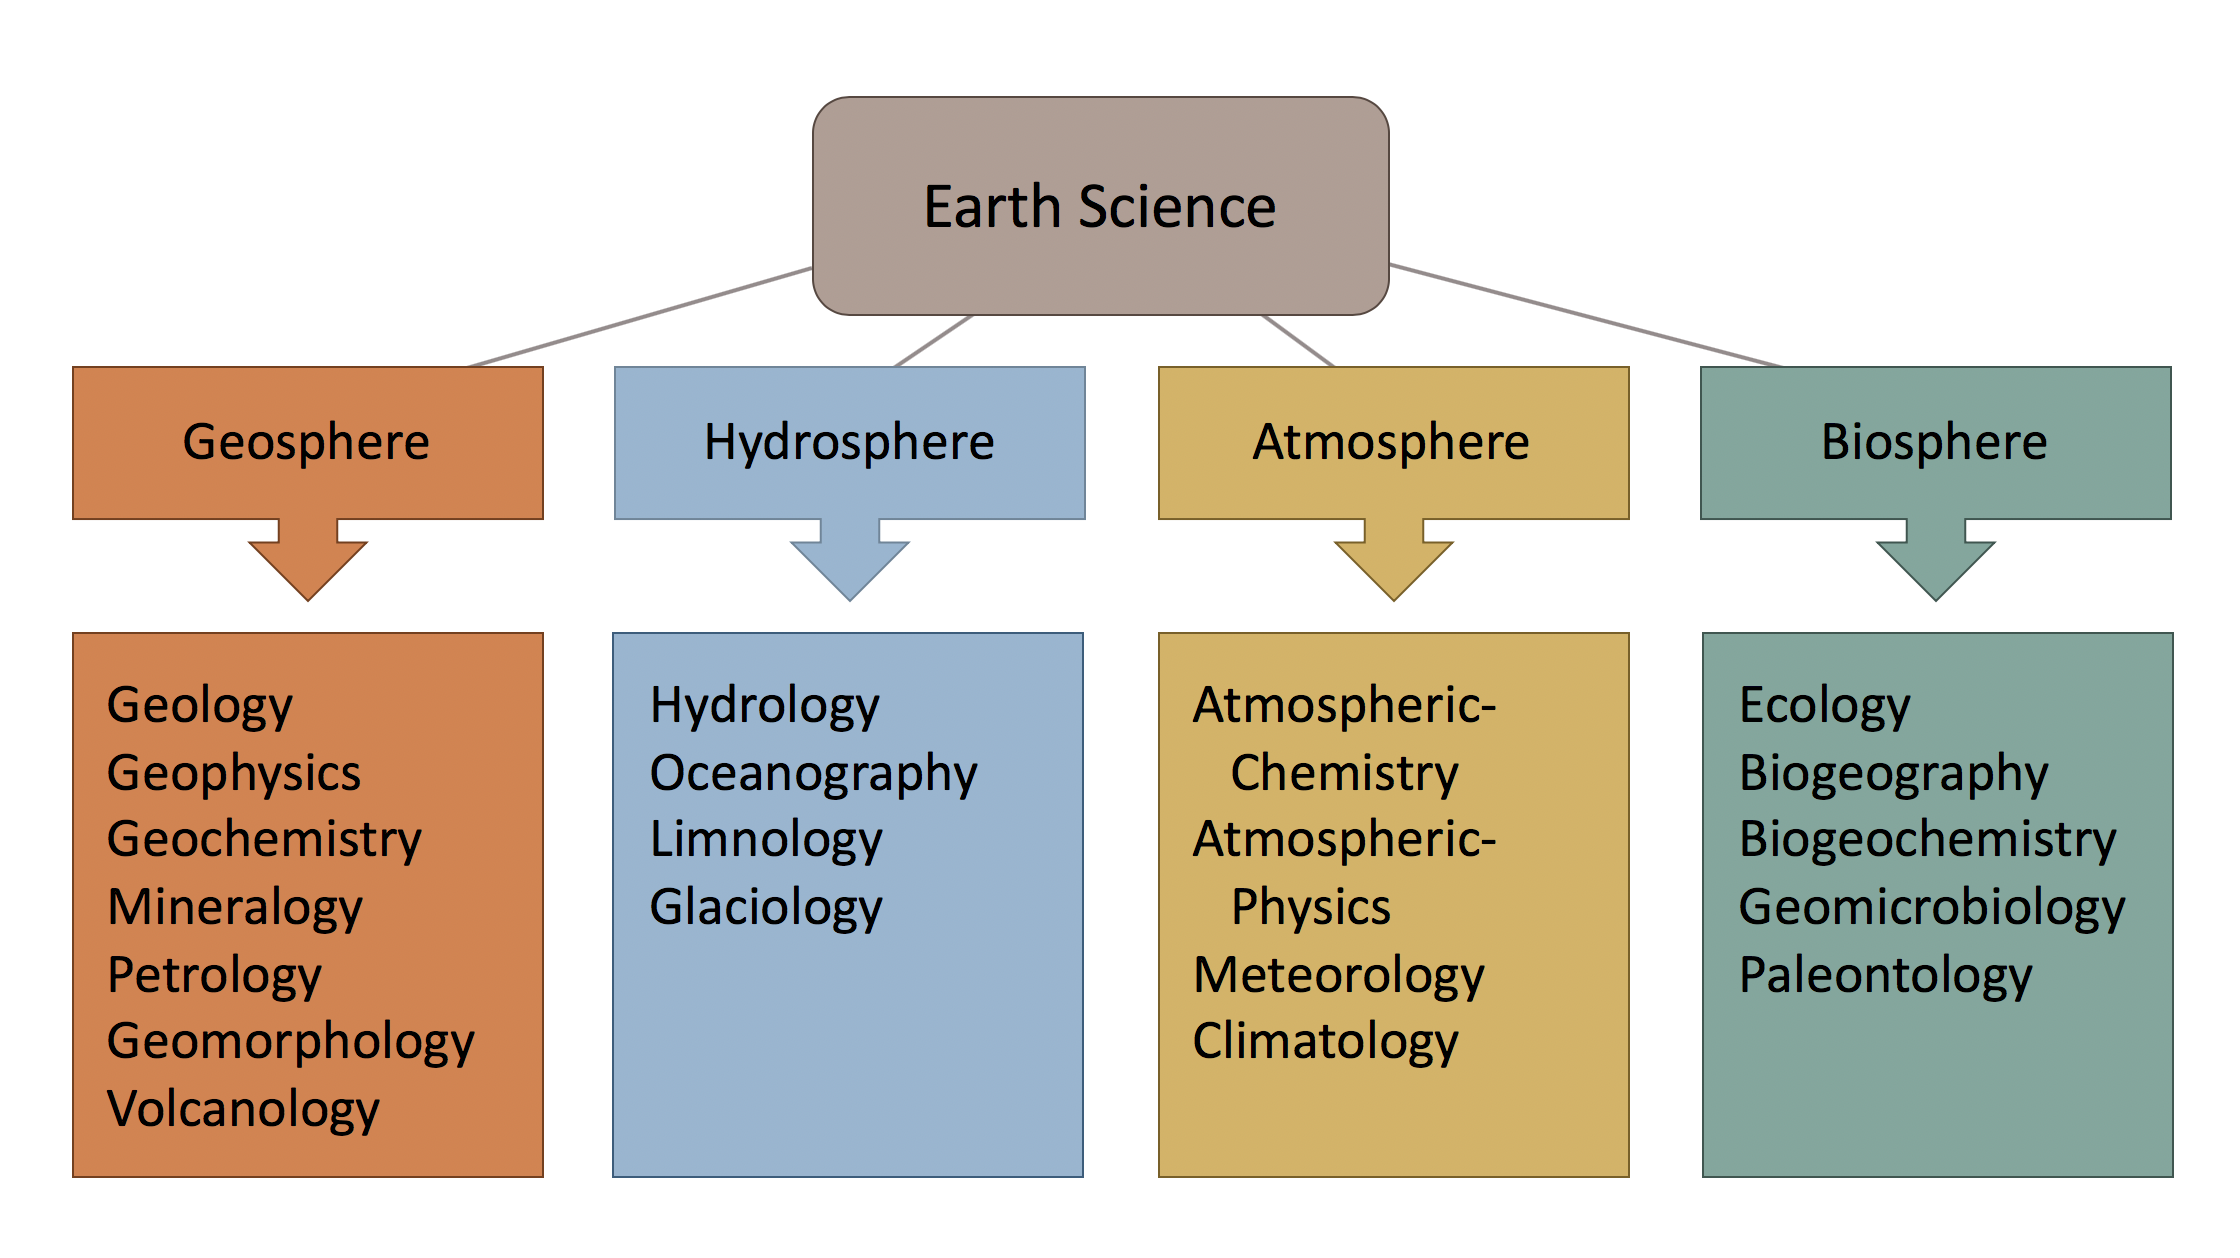 Earth Science
Geosphere
Hydrosphere
Atmosphere
Biosphere
Geology
Geophysics
Geochemistry
Mineralogy
Petrology
Geomorphology
Volcanology
Hydrology
Oceanography
Limnology
Glaciology
Atmospheric-
Chemistry
Atmospheric-
Physics
Meteorology
Climatology
Ecology
Biogeography
Biogeochemistry
Geomicrobiology
Paleontology